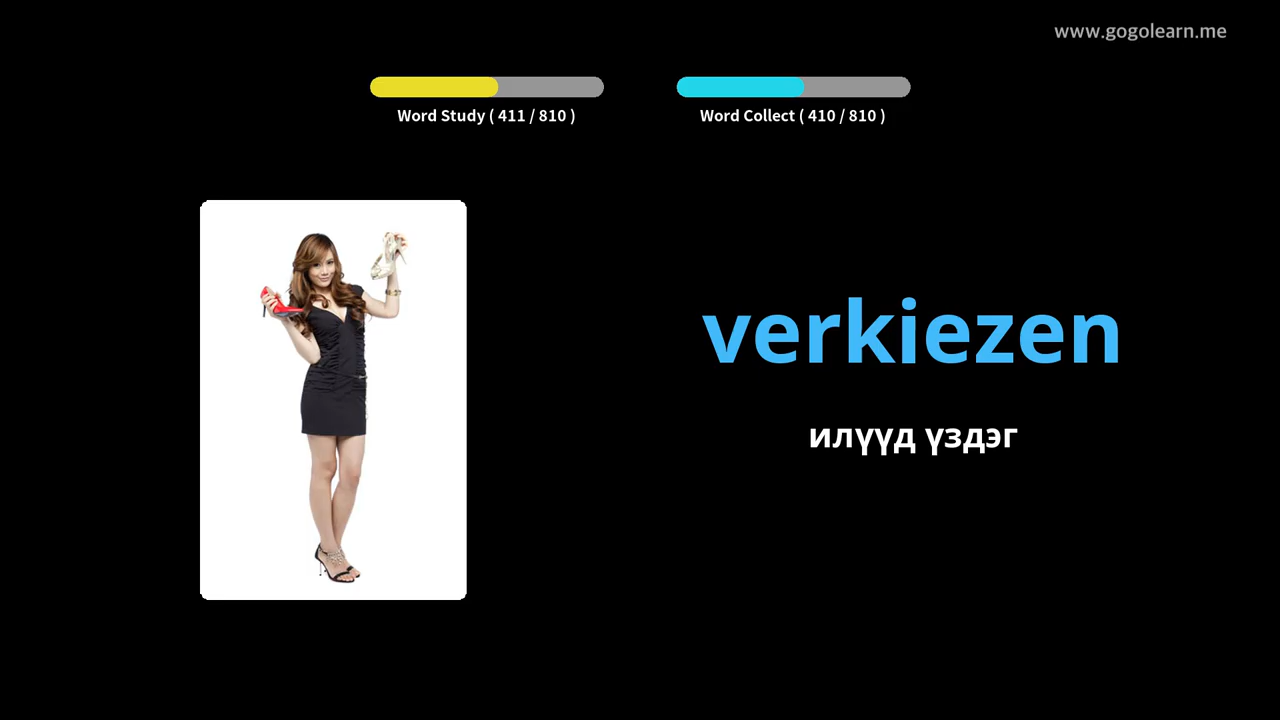 www.gogolearn.me
Word Study ( 411 / 810 )
Word Collect ( 410 / 810 )
verkiezen
илүүд үздэг